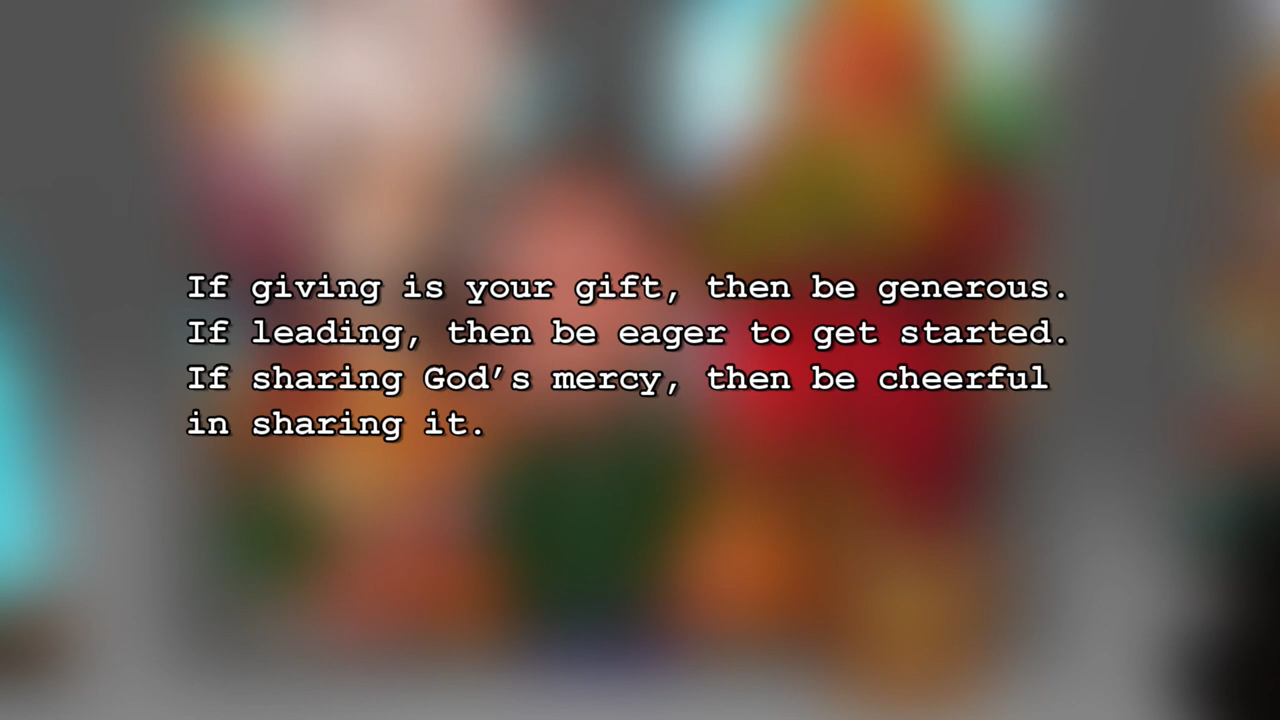 If giving is your gift, then be generous.
If leading, then be eager to get started.
If sharing God’s mercy, then be cheerful
in sharing it.